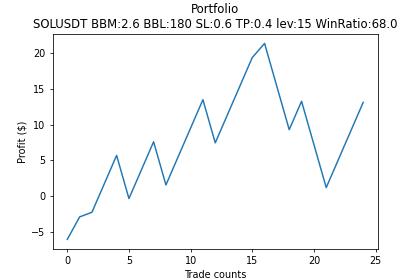 Portfolio
SOLUSDT BBM:2.6 BBL:180 SL:0.6 TP:0.4 lev:15 WinRatio:68.0
20
15
10
5
0
−5
Profit ($)
0 5 10 15 20 25
Trade counts